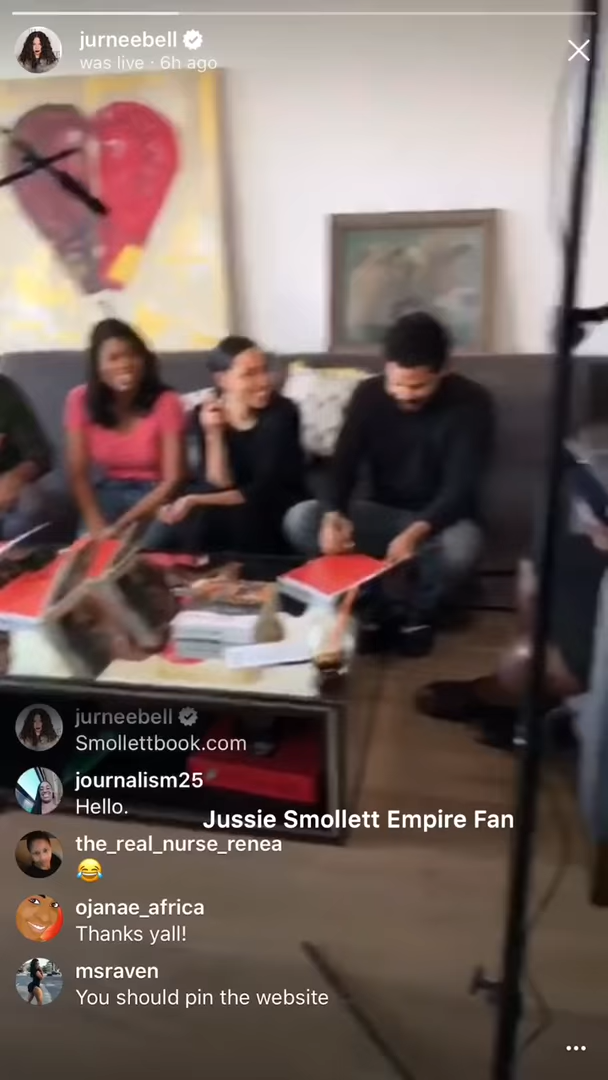 jurneebell
was live · 6h ago
jurneebell
Smollettbook.com
journalism25
Hello.
Jussie Smollett Empire Fan
the_real_nurse_renea
😂
ojanae_africa
Thanks yall!
msraven
You should pin the website